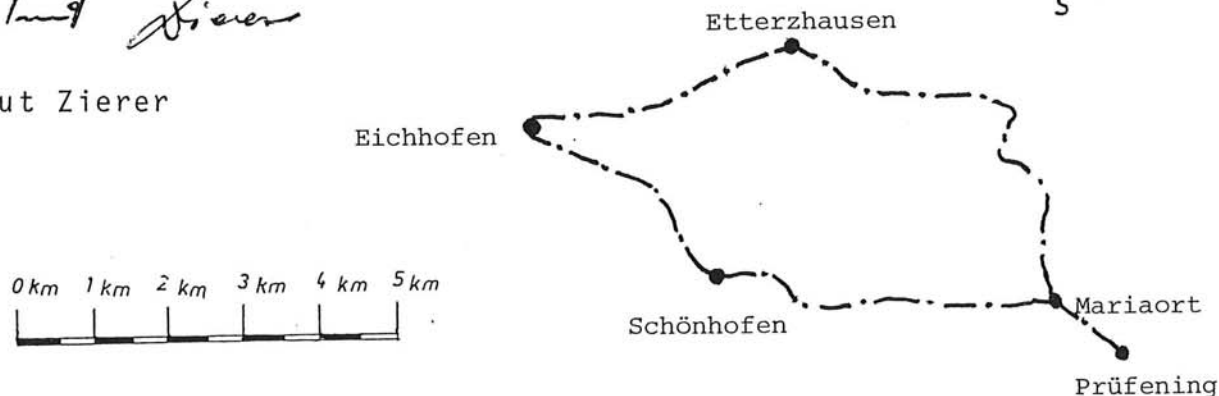 S
Etterzhausen
ut Zierer
Eichhofen
0 km 1 km 2 km 3 km 4 km 5 km
Schönhofen
Mariaort
Prüfening